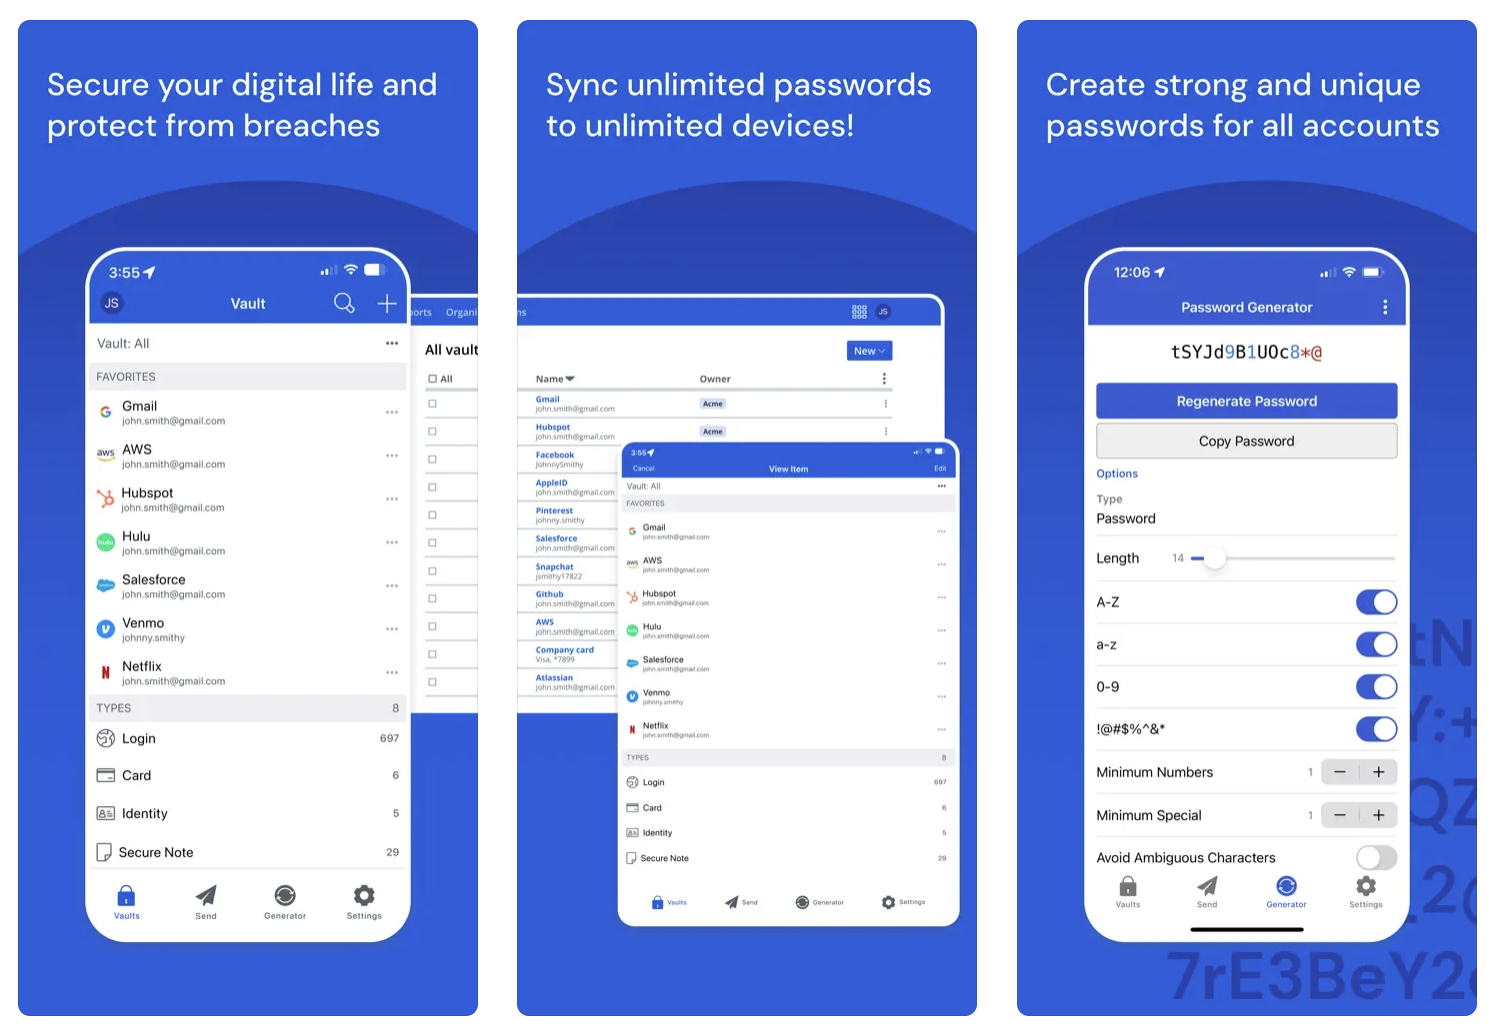 Secure your digital life and
protect from breaches
3:55
JS
Vault
Vault: All
FAVORITES
Gmail
john.smith@gmail.com
aws
AWS
john.smith@gmail.com
Hubspot
john.smith@gmail.com
hulu
Hulu
john.smith@gmail.com
Salesforce
john.smith@gmail.com
Venmo
johnny.smithy
Netflix
john.smith@gmail.com
TYPES 8
Login 697
Card 6
Identity 5
Secure Note 29
Vaults Send Generator Settings
orts Organi
All vault
All
Sync unlimited passwords
to unlimited devices!
ns
JS
New
Name Owner
Gmail
john.smith@gmail.com
Acme
Hubspot
john.smith@gmail.com
Acme
Facebook
JohnnySmithy
AppleID
john.smith@gmail.com
Pinterest
johnny.smithy
Salesforce
john.smith@gmail.com
Snapchat
jsmithy17822
Github
john.smith@gmail.com
AWS
john.smith@gmail.com
Company card
Visa, *7899
Atlassian
john.smith@gmail.com
3:55
Cancel View Item Edit
Vault: All
FAVORITES
Gmail
john.smith@gmail.com
aws
AWS
john.smith@gmail.com
Hubspot
john.smith@gmail.com
hulu
Hulu
john.smith@gmail.com
Salesforce
john.smith@gmail.com
Venmo
johnny.smithy
Netflix
john.smith@gmail.com
TYPES 8
Login 697
Card 6
Identity 5
Secure Note 29
Vaults Send Generator Settings
Create strong and unique
passwords for all accounts
12:06
Password Generator
tSYJd9B1UOc8*@
Regenerate Password
Copy Password
Options
Type
Password
Length 14
A-Z
a-z
0-9
!@#$%^&*
Minimum Numbers 1 − +
Minimum Special 1 − +
Avoid Ambiguous Characters
Vaults Send Generator Settings
tN
Y:+
QZ
_2@
7rE3BeY2